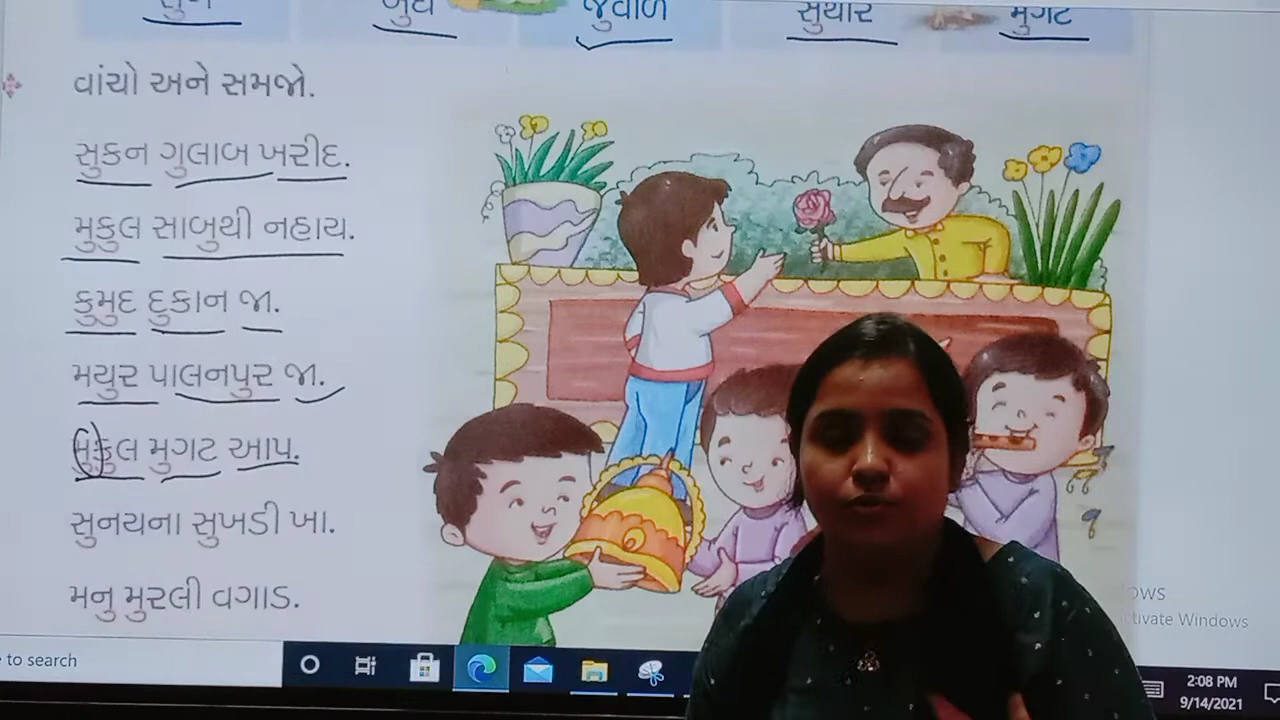 જુવાળ સુથાર મુગટ
વાંચો અને સમજો.
સુકન ગુલાબ ખરીદ.
મુકુલ સાબુથી નહાય.
કુમુદ દુકાન જા.
મયુર પાલનપુર જા.
મુકુલ મુગટ આપ.
સુનયના સુખડી ખા.
મનુ મુરલી વગાડ.
to search
2:08 PM
9/14/2021